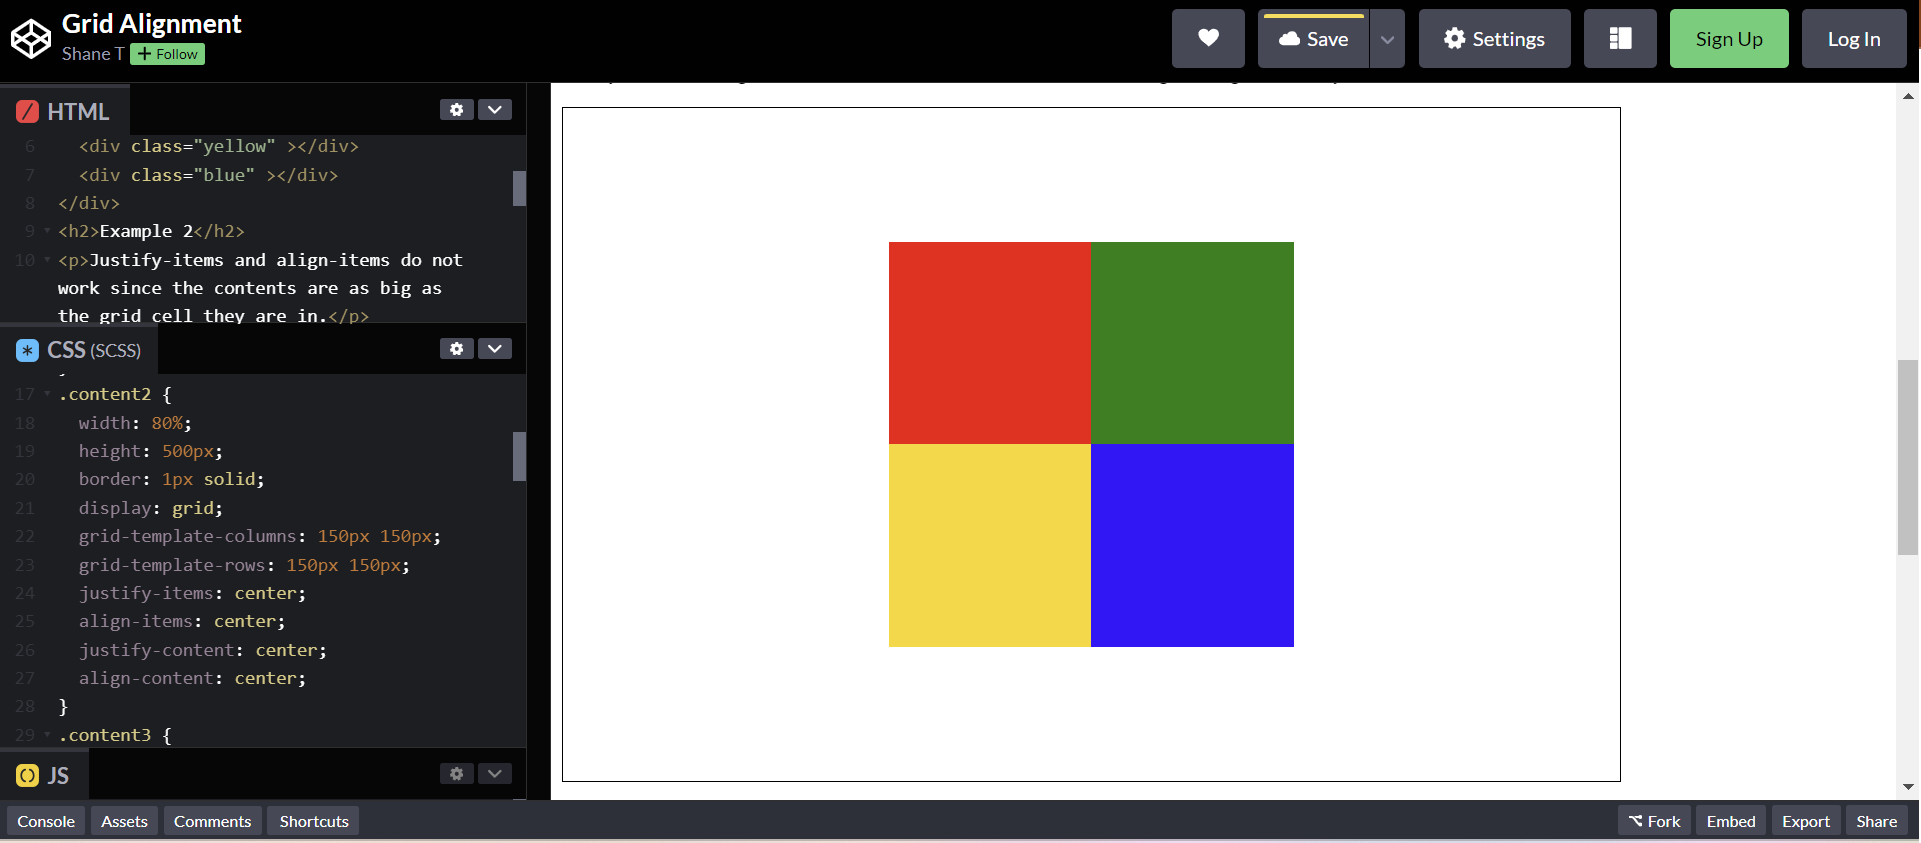 Grid Alignment
Shane T + Follow
Save
Settings
Sign Up
Log In
HTML
6 <div class="yellow" ></div>
7 <div class="blue" ></div>
8 </div>
9 <h2>Example 2</h2>
10 <p>Justify-items and align-items do not
work since the contents are as big as
the grid cell they are in.</p>
CSS (SCSS)
17 .content2 {
18 width: 80%;
19 height: 500px;
20 border: 1px solid;
21 display: grid;
22 grid-template-columns: 150px 150px;
23 grid-template-rows: 150px 150px;
24 justify-items: center;
25 align-items: center;
26 justify-content: center;
27 align-content: center;
28 }
29 .content3 {
JS
Console Assets Comments Shortcuts
Fork Embed Export Share